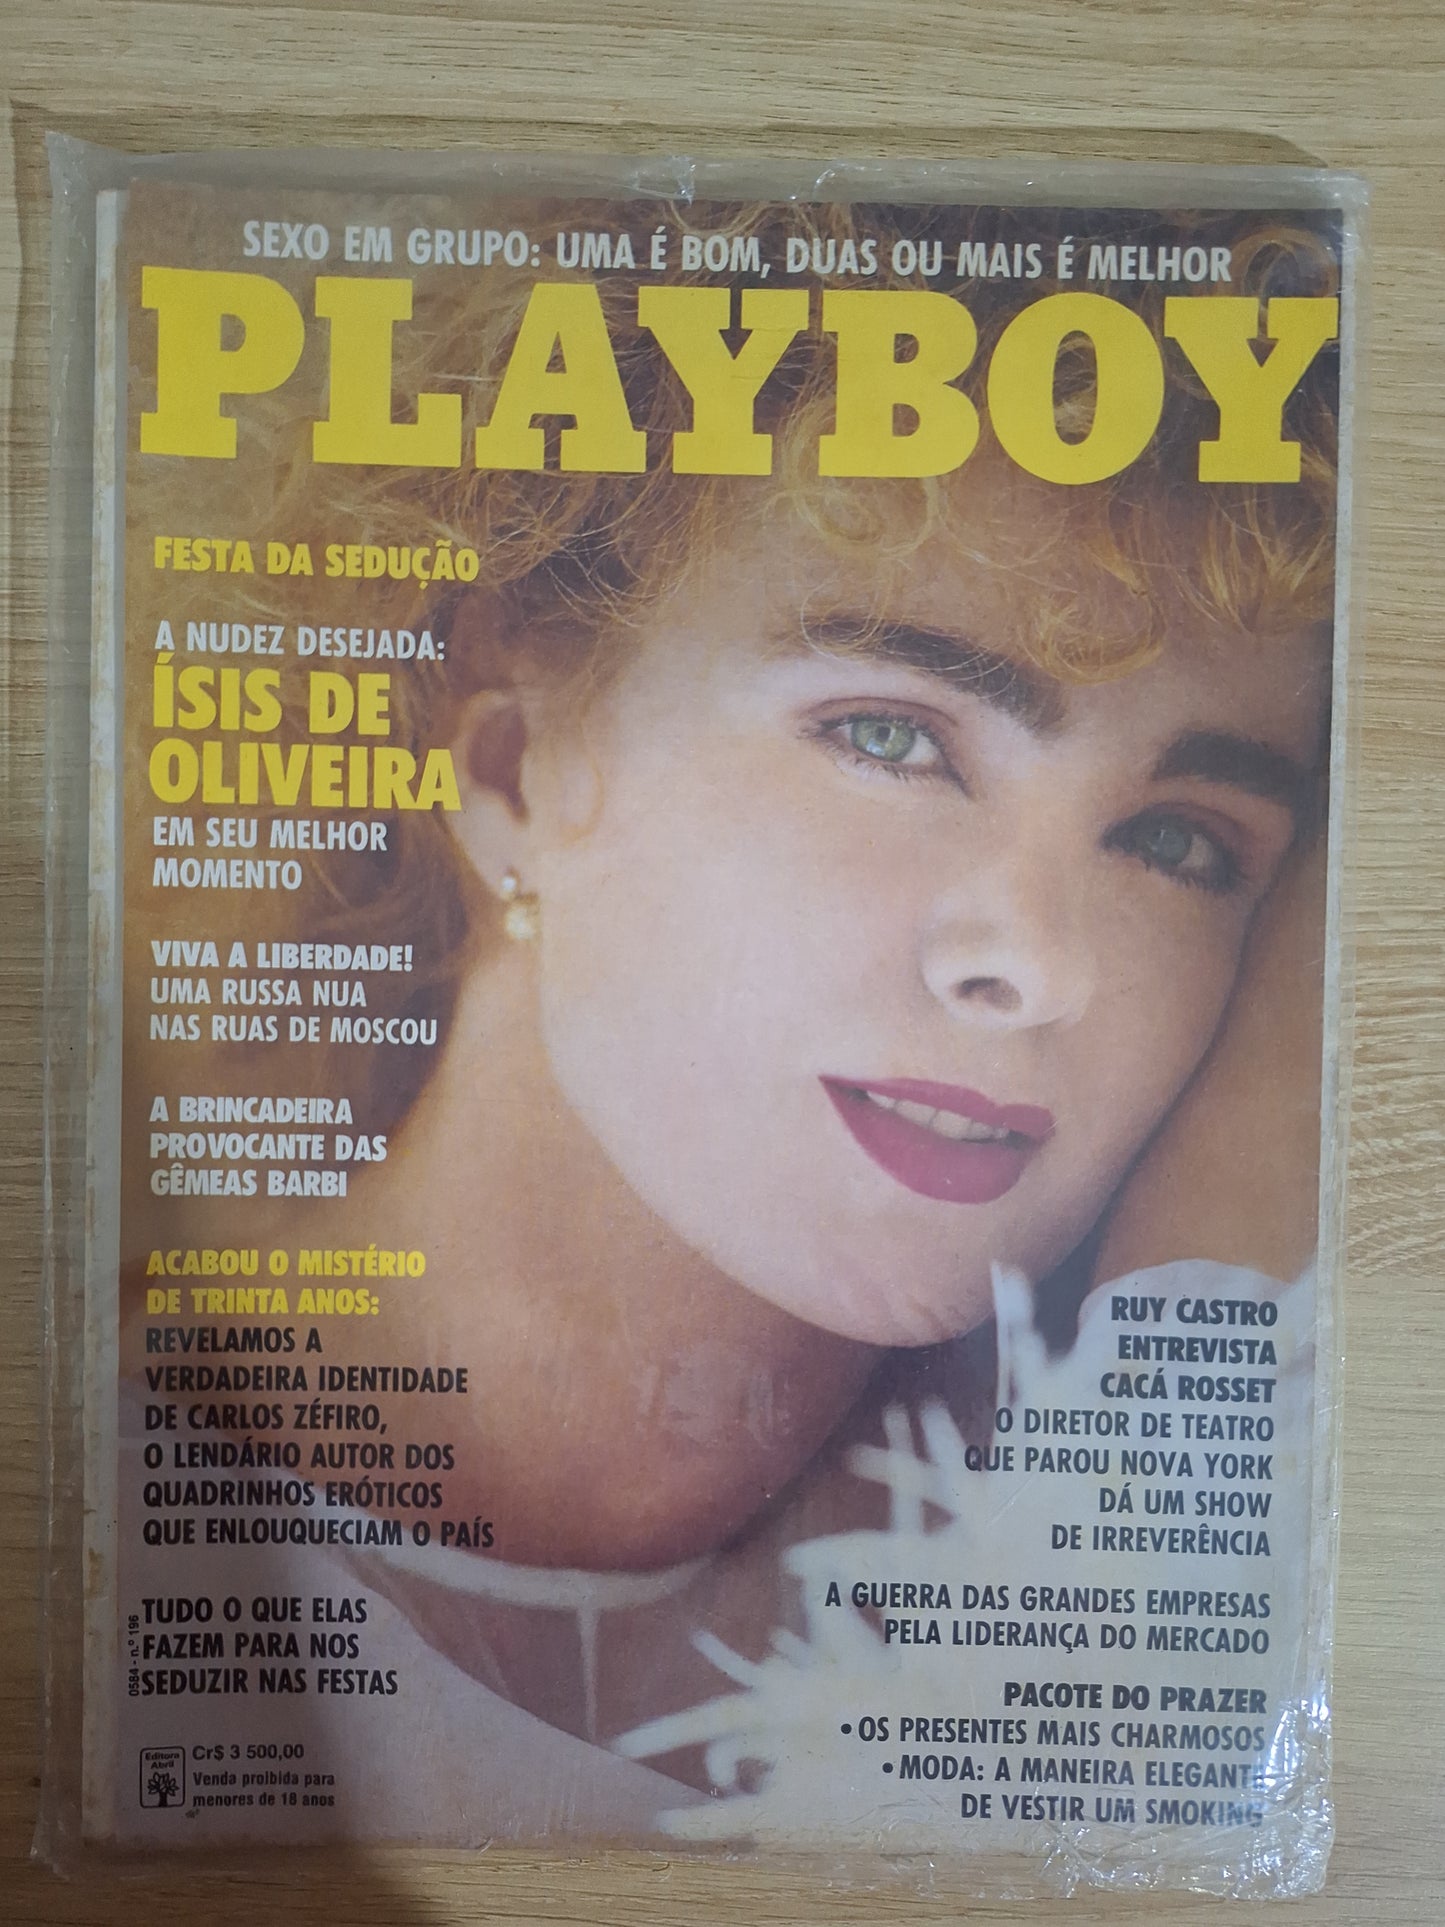 SEXO EM GRUPO: UMA É BOM, DUAS OU MAIS É MELHOR
PLAYBOY
FESTA DA SEDUÇÃO
A NUDEZ DESEJADA:
ÍSIS DE
OLIVEIRA
EM SEU MELHOR
MOMENTO
VIVA A LIBERDADE!
UMA RUSSA NUA
NAS RUAS DE MOSCOU
A BRINCADEIRA
PROVOCANTE DAS
GÊMEAS BARBI
ACABOU O MISTÉRIO
DE TRINTA ANOS:
REVELAMOS A
VERDADEIRA IDENTIDADE
DE CARLOS ZÉFIRO,
O LENDÁRIO AUTOR DOS
QUADRINHOS ERÓTICOS
QUE ENLOUQUECIAM O PAÍS
TUDO O QUE ELAS
FAZEM PARA NOS
SEDUZIR NAS FESTAS
0584 - n.º 196
Editora
Abril
Cr$ 3 500,00
Venda proibida para
menores de 18 anos
RUY CASTRO
ENTREVISTA
CACÁ ROSSET
O DIRETOR DE TEATRO
QUE PAROU NOVA YORK
DÁ UM SHOW
DE IRREVERÊNCIA
A GUERRA DAS GRANDES EMPRESAS
PELA LIDERANÇA DO MERCADO
PACOTE DO PRAZER
• OS PRESENTES MAIS CHARMOSOS
• MODA: A MANEIRA ELEGANTE
DE VESTIR UM SMOKING